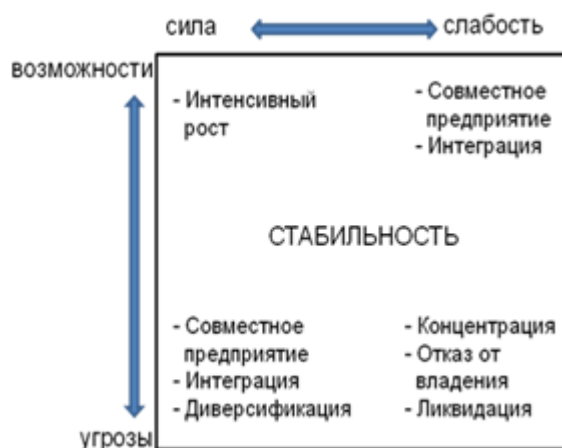 сила слабость
возможности
- Интенсивный
рост
- Совместное
предприятие
- Интеграция
СТАБИЛЬНОСТЬ
- Совместное
предприятие
- Интеграция
- Диверсификация
- Концентрация
- Отказ от
владения
- Ликвидация
угрозы